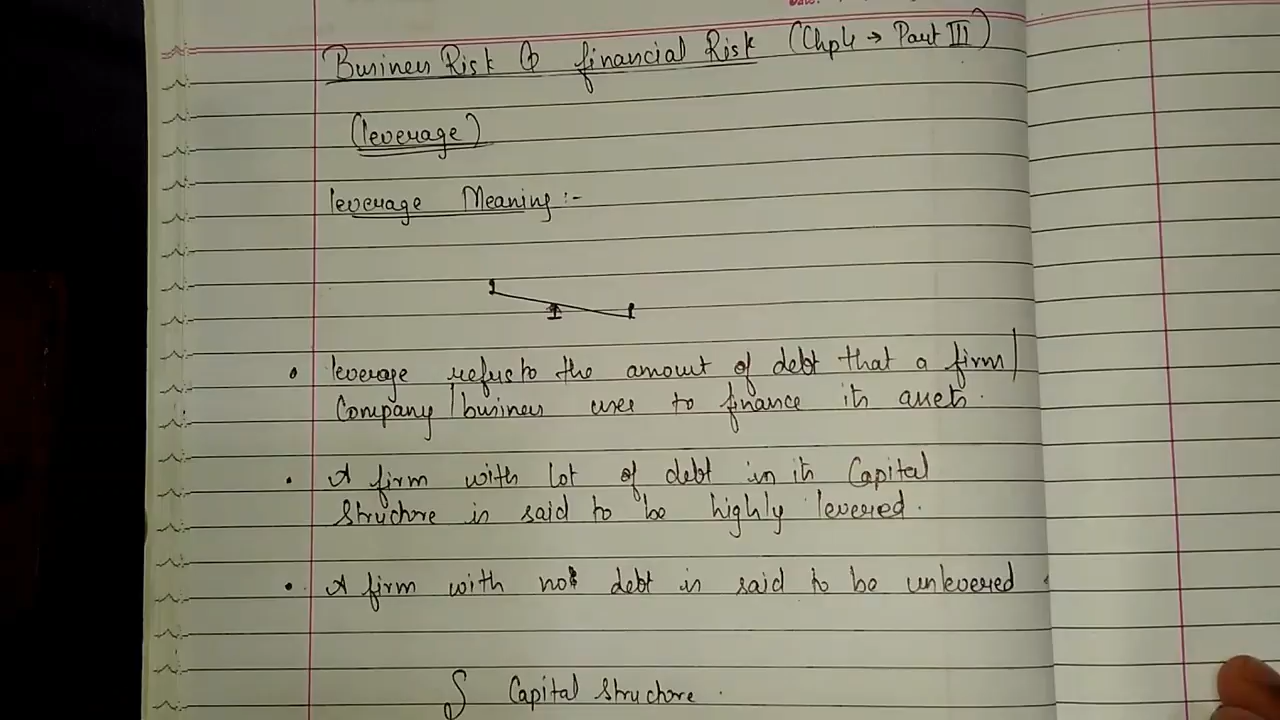 Business Risk & financial Risk (Chp4 → Part III)
(leverage)
leverage Meaning :-
• leverage refers to the amount of debt that a firm/
Company/business uses to finance its assets.
• A firm with lot of debt in its Capital
Structure is said to be highly levered.
• A firm with no debt is said to be unlevered
Capital Structure.